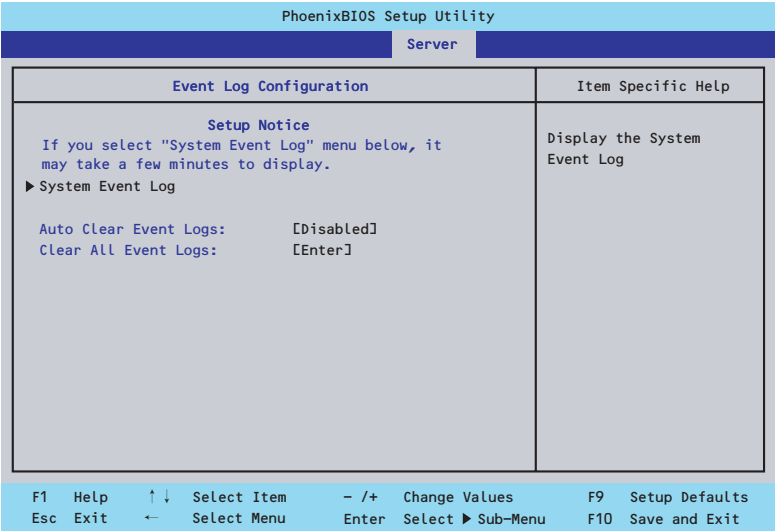 PhoenixBIOS Setup Utility
Server
Event Log Configuration
Item Specific Help
Setup Notice
If you select "System Event Log" menu below, it
may take a few minutes to display.
▶ System Event Log
Auto Clear Event Logs: [Disabled]
Clear All Event Logs: [Enter]
Display the System
Event Log
F1 Help ↑↓ Select Item - /+ Change Values F9 Setup Defaults
Esc Exit ← Select Menu Enter Select ▶ Sub-Menu F10 Save and Exit